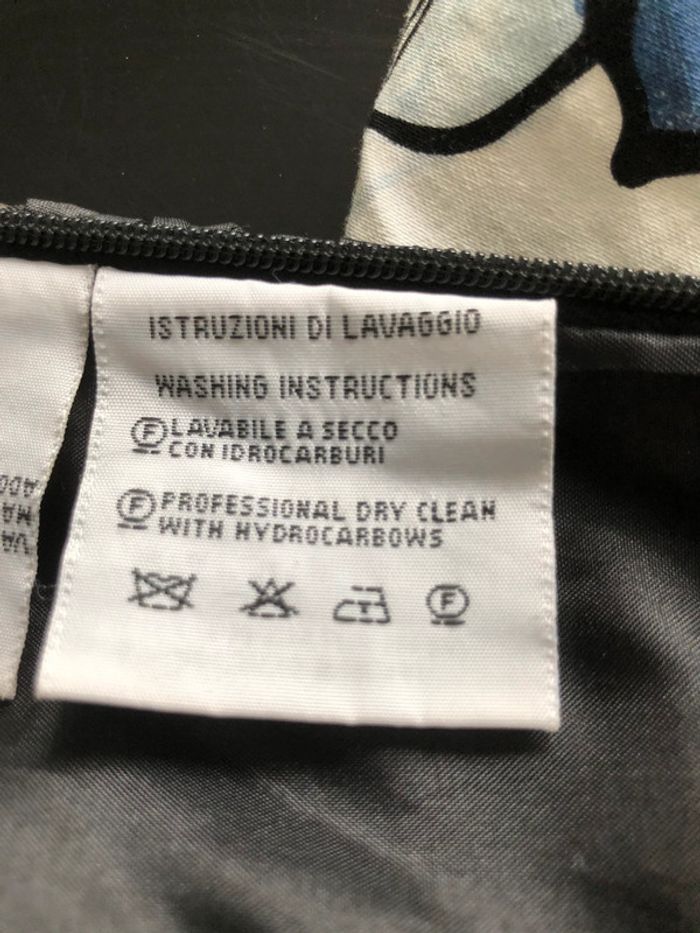 ISTRUZIONI DI LAVAGGIO
WASHING INSTRUCTIONS
F LAVABILE A SECCO
CON IDROCARBURI
F PROFESSIONAL DRY CLEAN
WITH HYDROCARBOWS
F